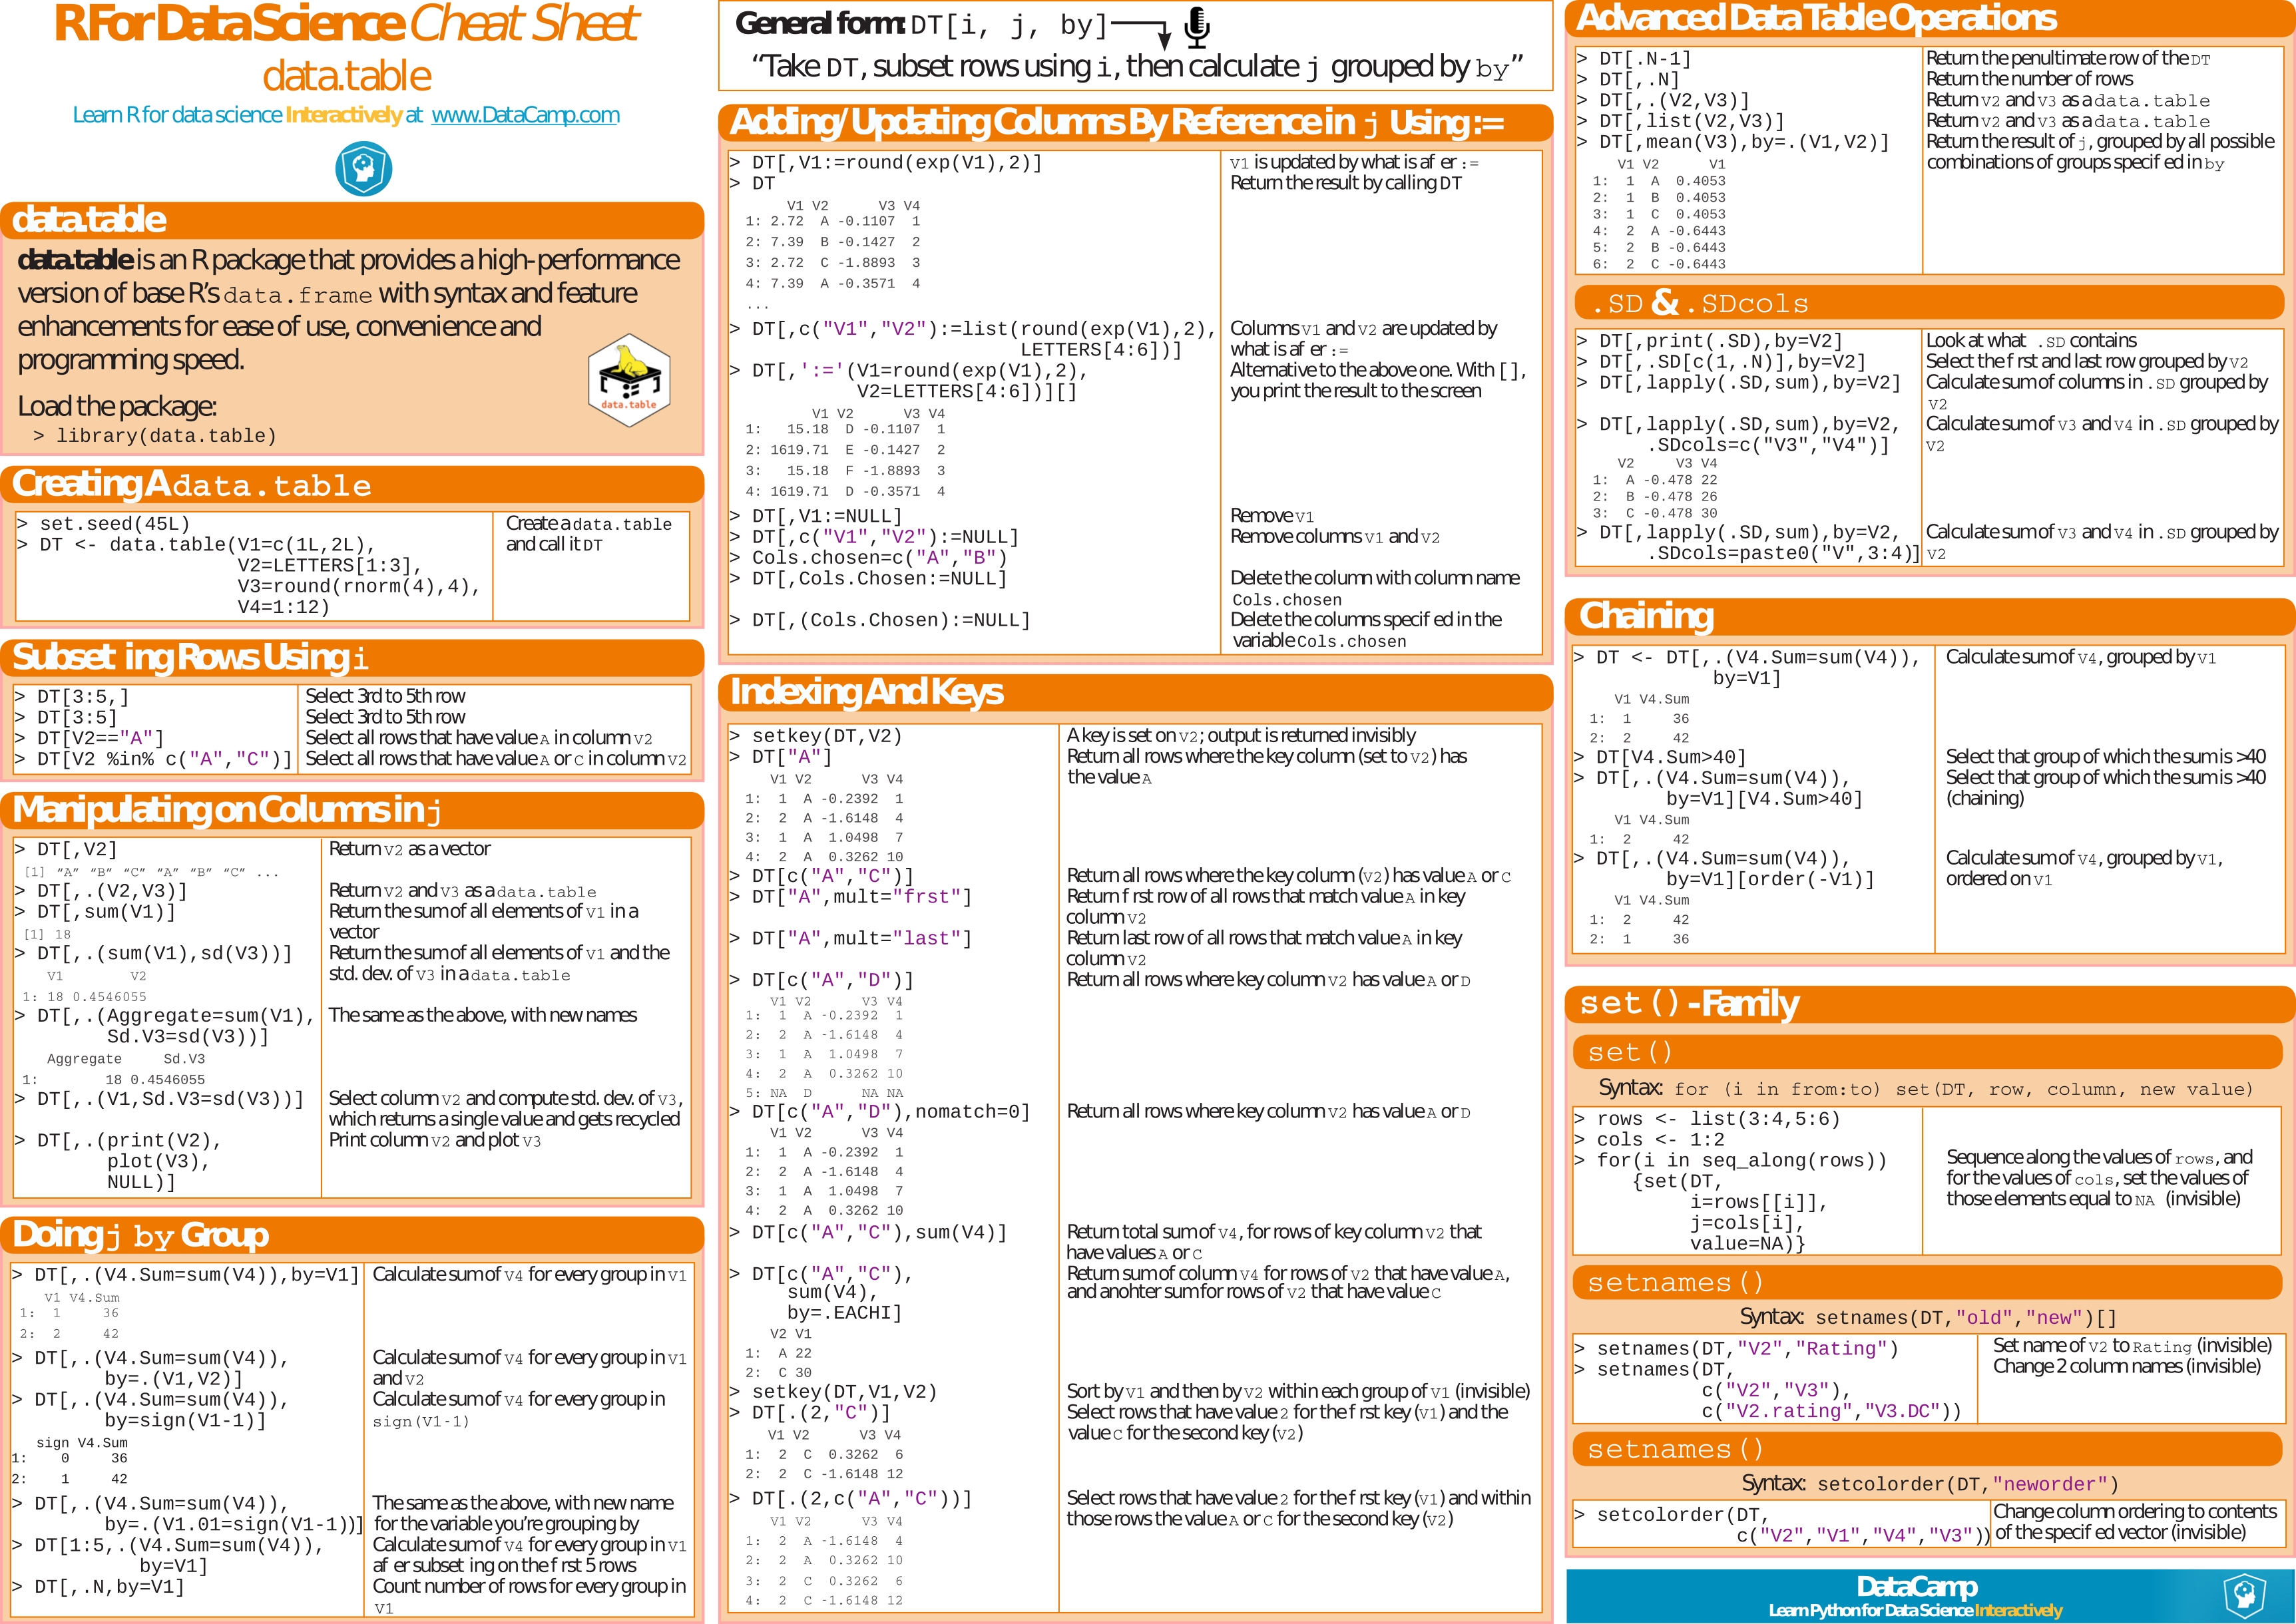 RFor Data Science Cheat Sheet
data.table
Learn R for data science Interactively at www.DataCamp.com
data.table
data.table is an R package that provides a high-performance
version of base R’s data.frame with syntax and feature
enhancements for ease of use, convenience and
programming speed.
data.table
Load the package:
> library(data.table)
Creating A data.table
> set.seed(45L) Create a data.table
> DT <- data.table(V1=c(1L,2L), and call it DT
V2=LETTERS[1:3],
V3=round(rnorm(4),4),
V4=1:12)
Subset ing Rows Using i
> DT[3:5,] Select 3rd to 5th row
> DT[3:5] Select 3rd to 5th row
> DT[V2=="A"] Select all rows that have value A in column V2
> DT[V2 %in% c("A","C")] Select all rows that have value A or C in column V2
Manipulating on Columns in j
> DT[,V2] Return V2 as a vector
[1] “A” “B” “C” “A” “B” “C” ...
> DT[,.(V2,V3)] Return V2 and V3 as a data.table
> DT[,sum(V1)] Return the sum of all elements of V1 in a
[1] 18 vector
> DT[,.(sum(V1),sd(V3))] Return the sum of all elements of V1 and the
V1 V2 std. dev. of V3 in a data.table
1: 18 0.4546055
> DT[,.(Aggregate=sum(V1), The same as the above, with new names
Sd.V3=sd(V3))]
Aggregate Sd.V3
1: 18 0.4546055
> DT[,.(V1,Sd.V3=sd(V3))] Select column V2 and compute std. dev. of V3,
which returns a single value and gets recycled
> DT[,.(print(V2), Print column V2 and plot V3
plot(V3),
NULL)]
Doing j by Group
> DT[,.(V4.Sum=sum(V4)),by=V1] Calculate sum of V4 for every group in V1
V1 V4.Sum
1: 1 36
2: 2 42
> DT[,.(V4.Sum=sum(V4)), Calculate sum of V4 for every group in V1
by=.(V1,V2)] and V2
> DT[,.(V4.Sum=sum(V4)), Calculate sum of V4 for every group in
by=sign(V1-1)] sign(V1-1)
sign V4.Sum
1: 0 36
2: 1 42
> DT[,.(V4.Sum=sum(V4)), The same as the above, with new name
by=.(V1.01=sign(V1-1))] for the variable you’re grouping by
> DT[1:5,.(V4.Sum=sum(V4)), Calculate sum of V4 for every group in V1
by=V1] af er subset ing on the f rst 5 rows
> DT[,.N,by=V1] Count number of rows for every group in
V1
General form: DT[i, j, by]
“Take DT, subset rows using i, then calculate j grouped by by”
Adding/Updating Columns By Reference in j Using :=
> DT[,V1:=round(exp(V1),2)] V1 is updated by what is af er :=
> DT Return the result by calling DT
V1 V2 V3 V4
1: 2.72 A -0.1107 1
2: 7.39 B -0.1427 2
3: 2.72 C -1.8893 3
4: 7.39 A -0.3571 4
...
> DT[,c("V1","V2"):=list(round(exp(V1),2), Columns V1 and V2 are updated by
LETTERS[4:6])] what is af er :=
> DT[,':='(V1=round(exp(V1),2), Alternative to the above one. With [],
V2=LETTERS[4:6])][] you print the result to the screen
V1 V2 V3 V4
1: 15.18 D -0.1107 1
2: 1619.71 E -0.1427 2
3: 15.18 F -1.8893 3
4: 1619.71 D -0.3571 4
> DT[,V1:=NULL] Remove V1
> DT[,c("V1","V2"):=NULL] Remove columns V1 and V2
> Cols.chosen=c("A","B")
> DT[,Cols.Chosen:=NULL] Delete the column with column name
Cols.chosen
> DT[,(Cols.Chosen):=NULL] Delete the columns specif ed in the
variable Cols.chosen
Indexing And Keys
> setkey(DT,V2) A key is set on V2; output is returned invisibly
> DT["A"] Return all rows where the key column (set to V2) has
V1 V2 V3 V4 the value A
1: 1 A -0.2392 1
2: 2 A -1.6148 4
3: 1 A 1.0498 7
4: 2 A 0.3262 10
> DT[c("A","C")] Return all rows where the key column (V2) has value A or C
> DT["A",mult="frst"] Return f rst row of all rows that match value A in key
column V2
> DT["A",mult="last"] Return last row of all rows that match value A in key
column V2
> DT[c("A","D")] Return all rows where key column V2 has value A or D
V1 V2 V3 V4
1: 1 A -0.2392 1
2: 2 A -1.6148 4
3: 1 A 1.0498 7
4: 2 A 0.3262 10
5: NA D NA NA
> DT[c("A","D"),nomatch=0] Return all rows where key column V2 has value A or D
V1 V2 V3 V4
1: 1 A -0.2392 1
2: 2 A -1.6148 4
3: 1 A 1.0498 7
4: 2 A 0.3262 10
> DT[c("A","C"),sum(V4)] Return total sum of V4, for rows of key column V2 that
have values A or C
> DT[c("A","C"), Return sum of column V4 for rows of V2 that have value A,
sum(V4), and anohter sum for rows of V2 that have value C
by=.EACHI]
V2 V1
1: A 22
2: C 30
> setkey(DT,V1,V2) Sort by V1 and then by V2 within each group of V1 (invisible)
> DT[.(2,"C")] Select rows that have value 2 for the f rst key (V1) and the
V1 V2 V3 V4 value C for the second key (V2)
1: 2 C 0.3262 6
2: 2 C -1.6148 12
> DT[.(2,c("A","C"))] Select rows that have value 2 for the f rst key (V1) and within
V1 V2 V3 V4 those rows the value A or C for the second key (V2)
1: 2 A -1.6148 4
2: 2 A 0.3262 10
3: 2 C 0.3262 6
4: 2 C -1.6148 12
Advanced Data Table Operations
> DT[.N-1] Return the penultimate row of the DT
> DT[,.N] Return the number of rows
> DT[,.(V2,V3)] Return V2 and V3 as a data.table
> DT[,list(V2,V3)] Return V2 and V3 as a data.table
> DT[,mean(V3),by=.(V1,V2)] Return the result of j, grouped by all possible
V1 V2 V1 combinations of groups specif ed in by
1: 1 A 0.4053
2: 1 B 0.4053
3: 1 C 0.4053
4: 2 A -0.6443
5: 2 B -0.6443
6: 2 C -0.6443
.SD & .SDcols
> DT[,print(.SD),by=V2] Look at what .SD contains
> DT[,.SD[c(1,.N)],by=V2] Select the f rst and last row grouped by V2
> DT[,lapply(.SD,sum),by=V2] Calculate sum of columns in .SD grouped by
V2
> DT[,lapply(.SD,sum),by=V2, Calculate sum of V3 and V4 in .SD grouped by
.SDcols=c("V3","V4")] V2
V2 V3 V4
1: A -0.478 22
2: B -0.478 26
3: C -0.478 30
> DT[,lapply(.SD,sum),by=V2, Calculate sum of V3 and V4 in .SD grouped by
.SDcols=paste0("V",3:4)] V2
Chaining
> DT <- DT[,.(V4.Sum=sum(V4)), Calculate sum of V4, grouped by V1
by=V1]
V1 V4.Sum
1: 1 36
2: 2 42
> DT[V4.Sum>40] Select that group of which the sum is >40
> DT[,.(V4.Sum=sum(V4)), Select that group of which the sum is >40
by=V1][V4.Sum>40] (chaining)
V1 V4.Sum
1: 2 42
> DT[,.(V4.Sum=sum(V4)), Calculate sum of V4, grouped by V1,
by=V1][order(-V1)] ordered on V1
V1 V4.Sum
1: 2 42
2: 1 36
set()-Family
set()
Syntax: for (i in from:to) set(DT, row, column, new value)
> rows <- list(3:4,5:6)
> cols <- 1:2
> for(i in seq_along(rows)) Sequence along the values of rows, and
{set(DT, for the values of cols, set the values of
i=rows[[i]], those elements equal to NA (invisible)
j=cols[i],
value=NA)}
setnames()
Syntax: setnames(DT,"old","new")[]
> setnames(DT,"V2","Rating") Set name of V2 to Rating (invisible)
> setnames(DT, Change 2 column names (invisible)
c("V2","V3"),
c("V2.rating","V3.DC"))
setnames()
Syntax: setcolorder(DT,"neworder")
> setcolorder(DT, Change column ordering to contents
c("V2","V1","V4","V3")) of the specif ed vector (invisible)
DataCamp
Learn Python for Data Science Interactively